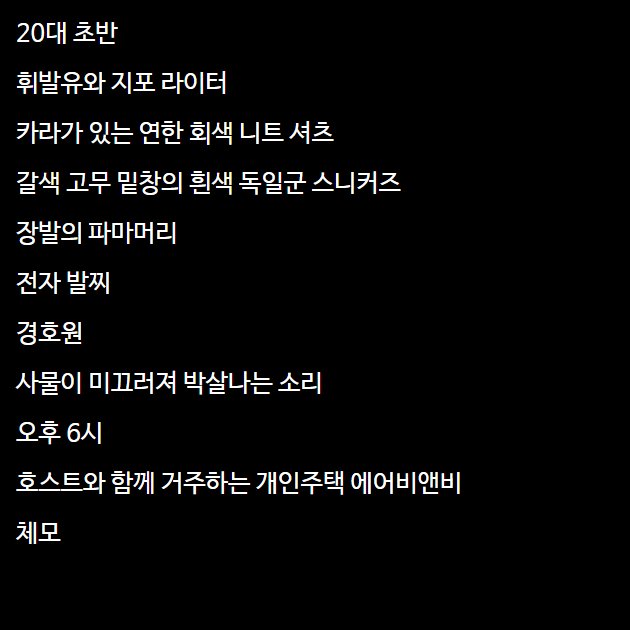 20대 초반
휘발유와 지포 라이터
카라가 있는 연한 회색 니트 셔츠
갈색 고무 밑창의 흰색 독일군 스니커즈
장발의 파마머리
전자 발찌
경호원
사물이 미끄러져 박살나는 소리
오후 6시
호스트와 함께 거주하는 개인주택 에어비앤비
체모